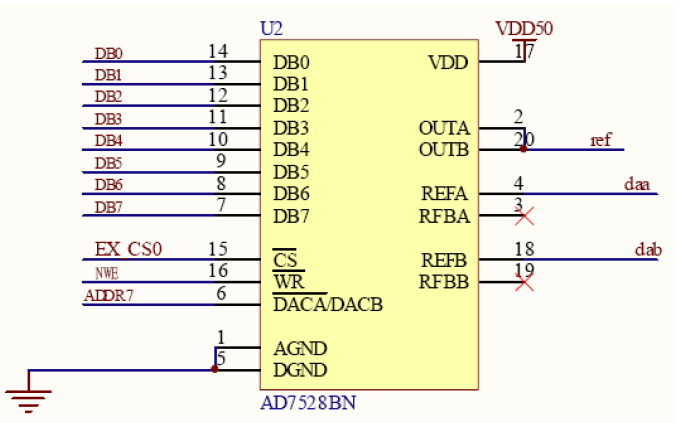 U2
VDD50
DB0 14 DB0 VDD 17
DB1 13 DB1
DB2 12 DB2
DB3 11 DB3 OUTA 2
DB4 10 DB4 OUTB 20 ref
DB5 9 DB5
DB6 8 DB6 REFA 4 daa
DB7 7 DB7 RFBA 3
EX CS0 15 CS REFB 18 dab
NWE 16 WR RFBB 19
ADDR7 6 DACA/DACB
1 AGND
5 DGND
AD7528BN